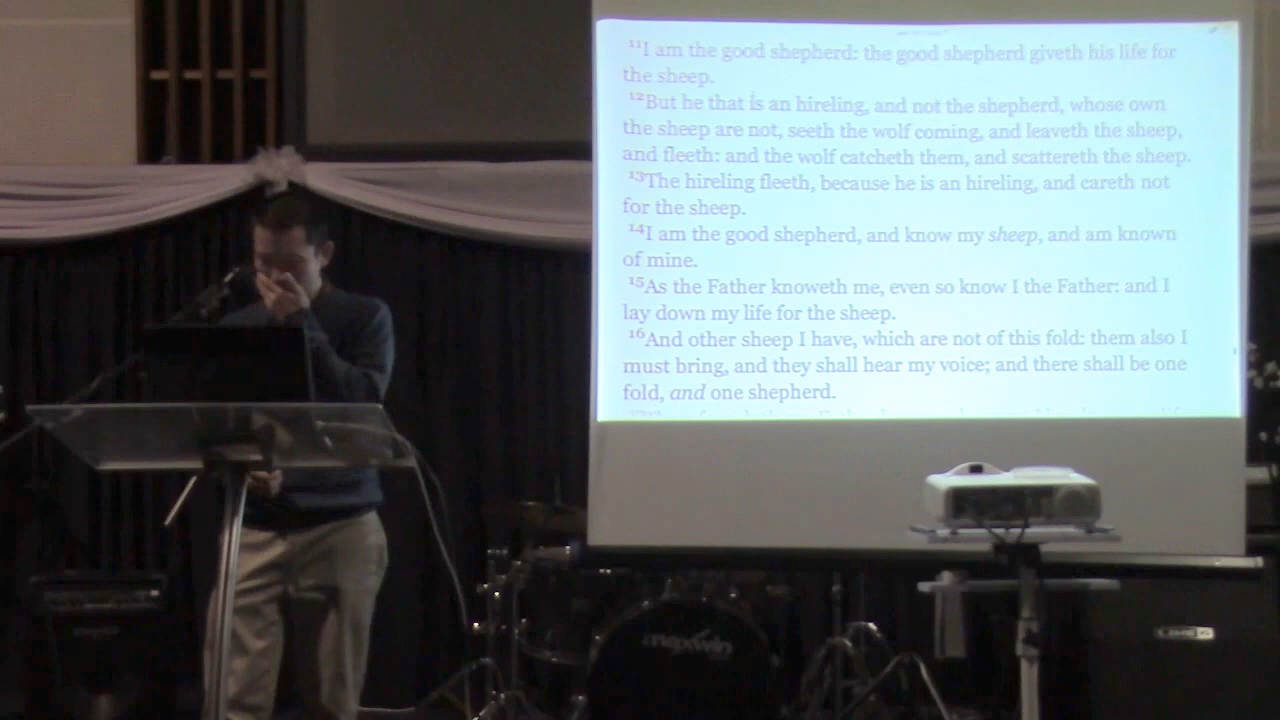 ¹¹I am the good shepherd: the good shepherd giveth his life for
the sheep.
¹²But he that is an hireling, and not the shepherd, whose own
the sheep are not, seeth the wolf coming, and leaveth the sheep,
and fleeth: and the wolf catcheth them, and scattereth the sheep.
¹³The hireling fleeth, because he is an hireling, and careth not
for the sheep.
¹⁴I am the good shepherd, and know my sheep, and am known
of mine.
¹⁵As the Father knoweth me, even so know I the Father: and I
lay down my life for the sheep.
¹⁶And other sheep I have, which are not of this fold: them also I
must bring, and they shall hear my voice; and there shall be one
fold, and one shepherd.
maxwin
LINE 6